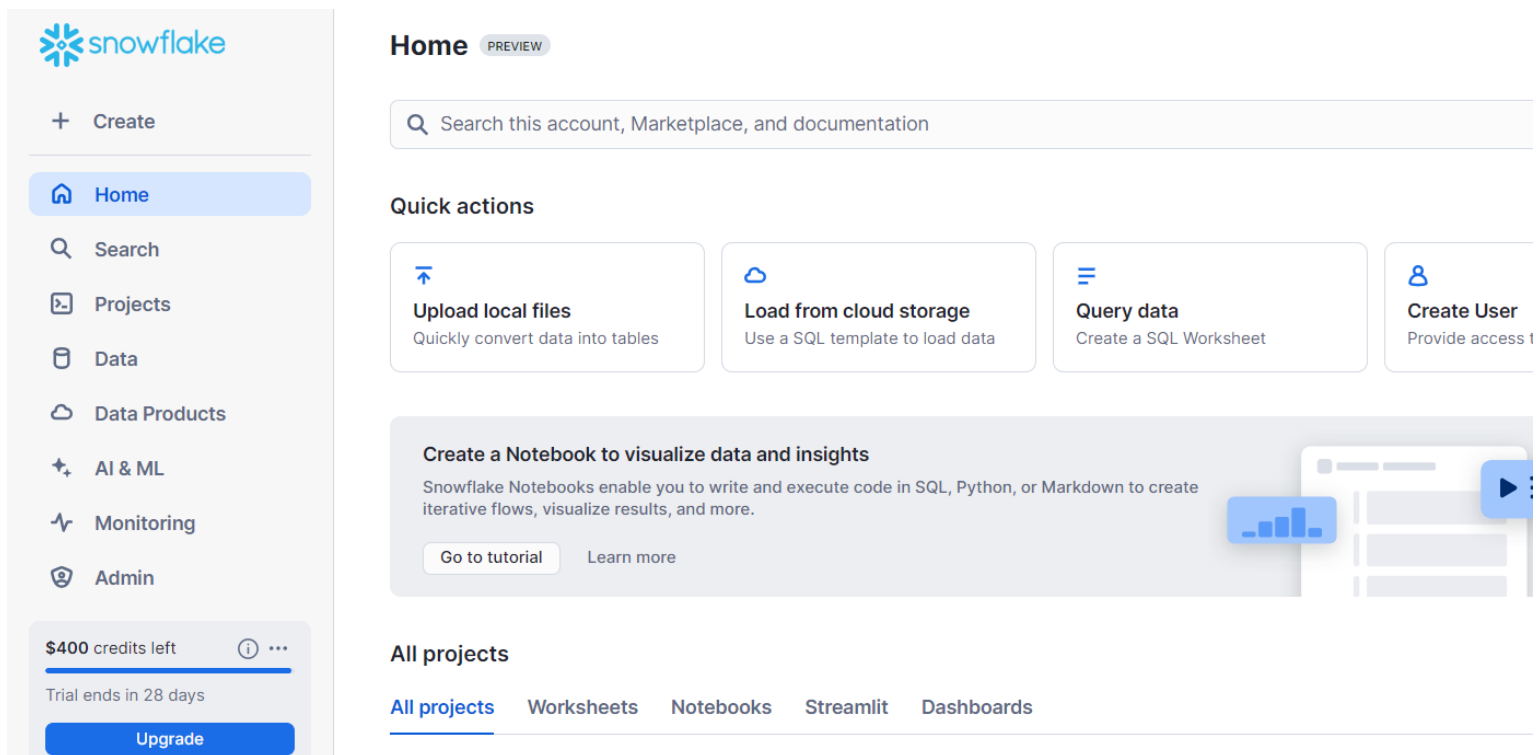 snowflake
Create
Home
Search
Projects
Data
Data Products
AI & ML
Monitoring
Admin
$400 credits left
Trial ends in 28 days
Upgrade
Home PREVIEW
Search this account, Marketplace, and documentation
Quick actions
Upload local files
Quickly convert data into tables
Load from cloud storage
Use a SQL template to load data
Query data
Create a SQL Worksheet
Create User
Provide access
Create a Notebook to visualize data and insights
Snowflake Notebooks enable you to write and execute code in SQL, Python, or Markdown to create
iterative flows, visualize results, and more.
Go to tutorial Learn more
All projects
All projects Worksheets Notebooks Streamlit Dashboards